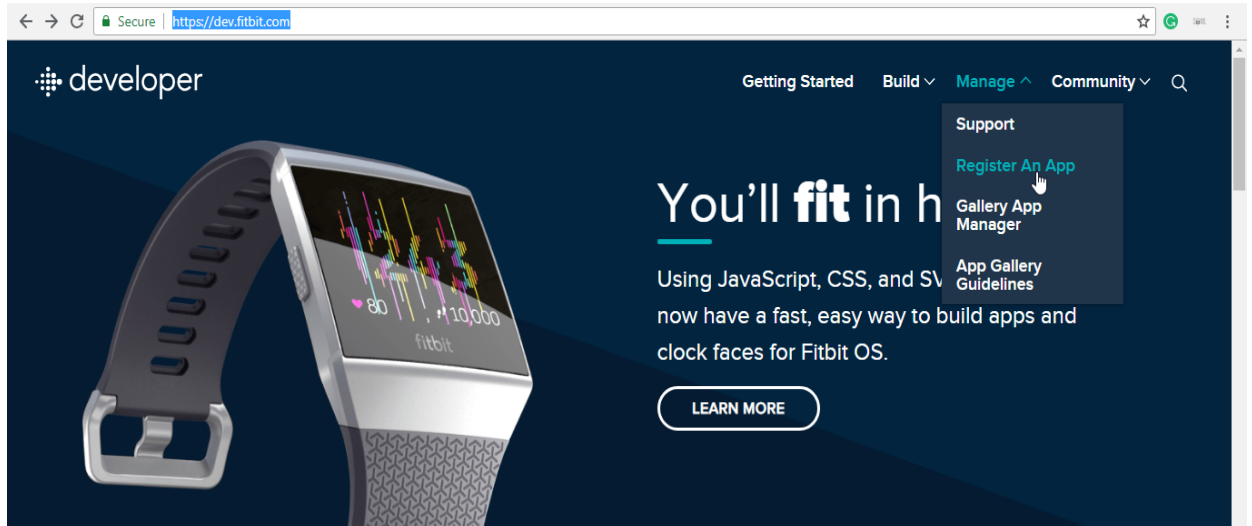 Secure | https://dev.fitbit.com
developer
Getting Started Build Manage Community
Support
Register An App
Gallery App
Manager
App Gallery
Guidelines
You'll fit in h
Using JavaScript, CSS, and SV
now have a fast, easy way to build apps and
clock faces for Fitbit OS.
LEARN MORE
80 10,000
fitbit